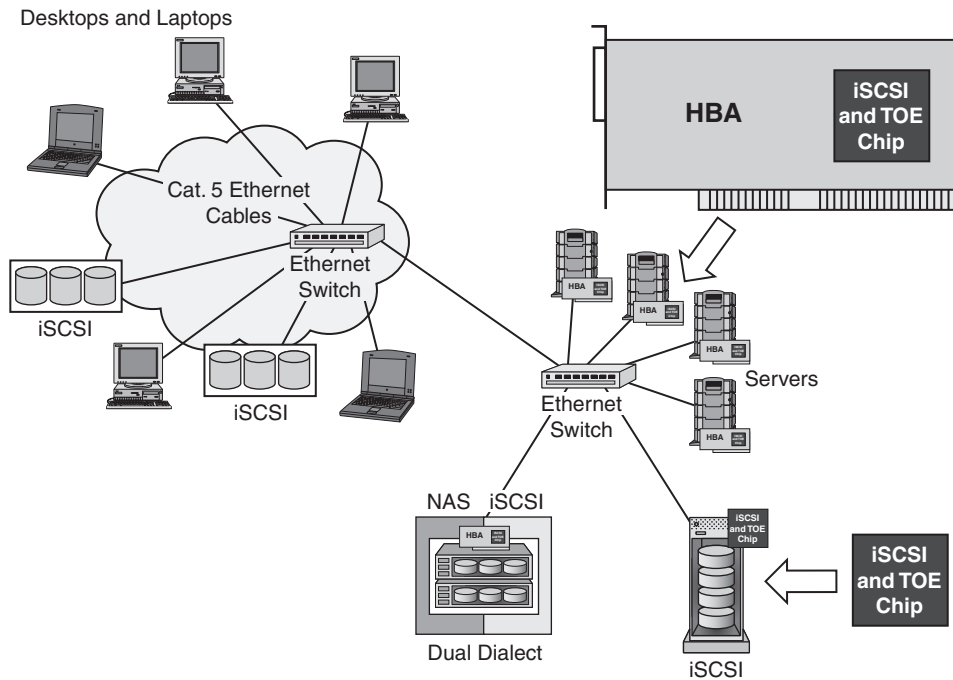 Desktops and Laptops
Cat. 5 Ethernet
Cables
Ethernet
Switch
iSCSI
iSCSI
HBA
iSCSI
and TOE
Chip
HBA
HBA
HBA
HBA
Servers
Ethernet
Switch
NAS iSCSI
HBA
Dual Dialect
iSCSI
and TOE
Chip
iSCSI
iSCSI
and TOE
Chip